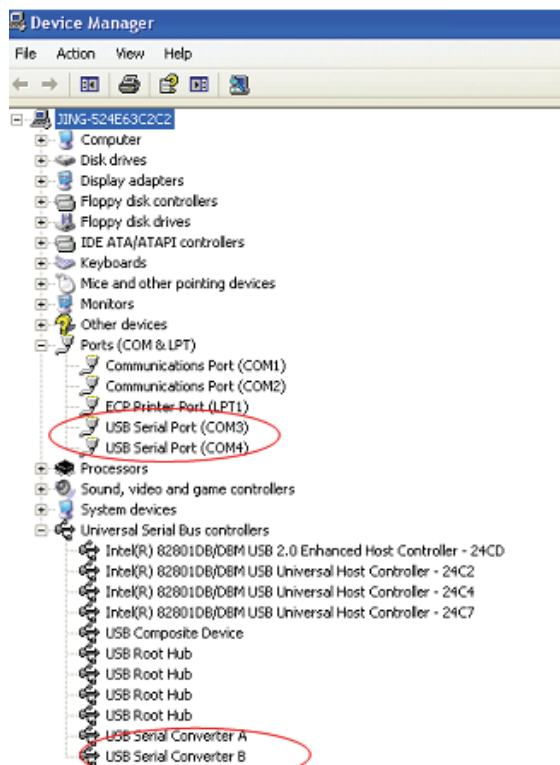 Device Manager
File Action View Help
JING-524E63C2C2
Computer
Disk drives
Display adapters
Floppy disk controllers
Floppy disk drives
IDE ATA/ATAPI controllers
Keyboards
Mice and other pointing devices
Monitors
Other devices
Ports (COM & LPT)
Communications Port (COM1)
Communications Port (COM2)
ECP Printer Port (LPT1)
USB Serial Port (COM3)
USB Serial Port (COM4)
Processors
Sound, video and game controllers
System devices
Universal Serial Bus controllers
Intel(R) 82801DB/DBM USB 2.0 Enhanced Host Controller - 24CD
Intel(R) 82801DB/DBM USB Universal Host Controller - 24C2
Intel(R) 82801DB/DBM USB Universal Host Controller - 24C4
Intel(R) 82801DB/DBM USB Universal Host Controller - 24C7
USB Composite Device
USB Root Hub
USB Root Hub
USB Root Hub
USB Root Hub
USB Serial Converter A
USB Serial Converter B